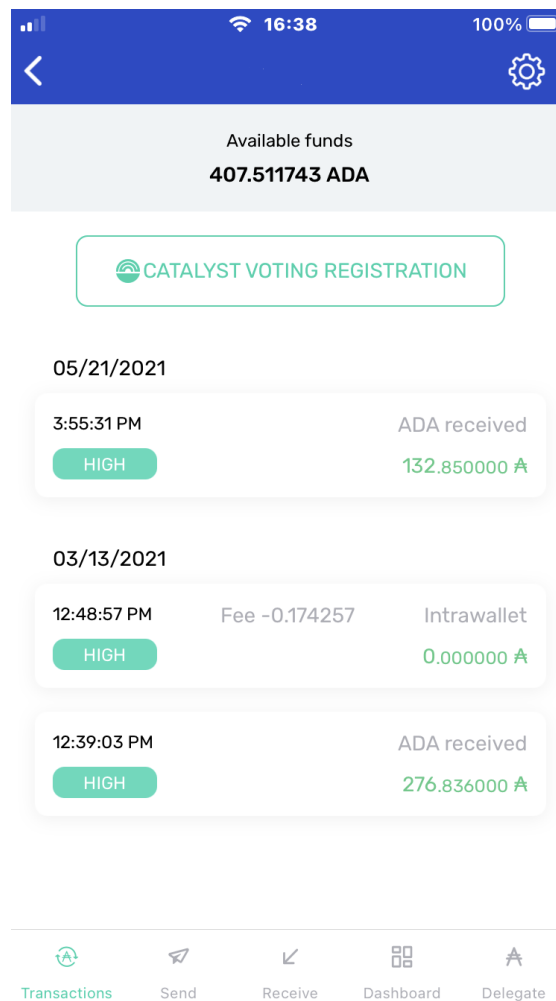 16:38 100%
Available funds
407.511743 ADA
CATALYST VOTING REGISTRATION
05/21/2021
3:55:31 PM ADA received
HIGH 132.850000 ₳
03/13/2021
12:48:57 PM Fee -0.174257 Intrawallet
HIGH 0.000000 ₳
12:39:03 PM ADA received
HIGH 276.836000 ₳
Transactions Send Receive Dashboard Delegate